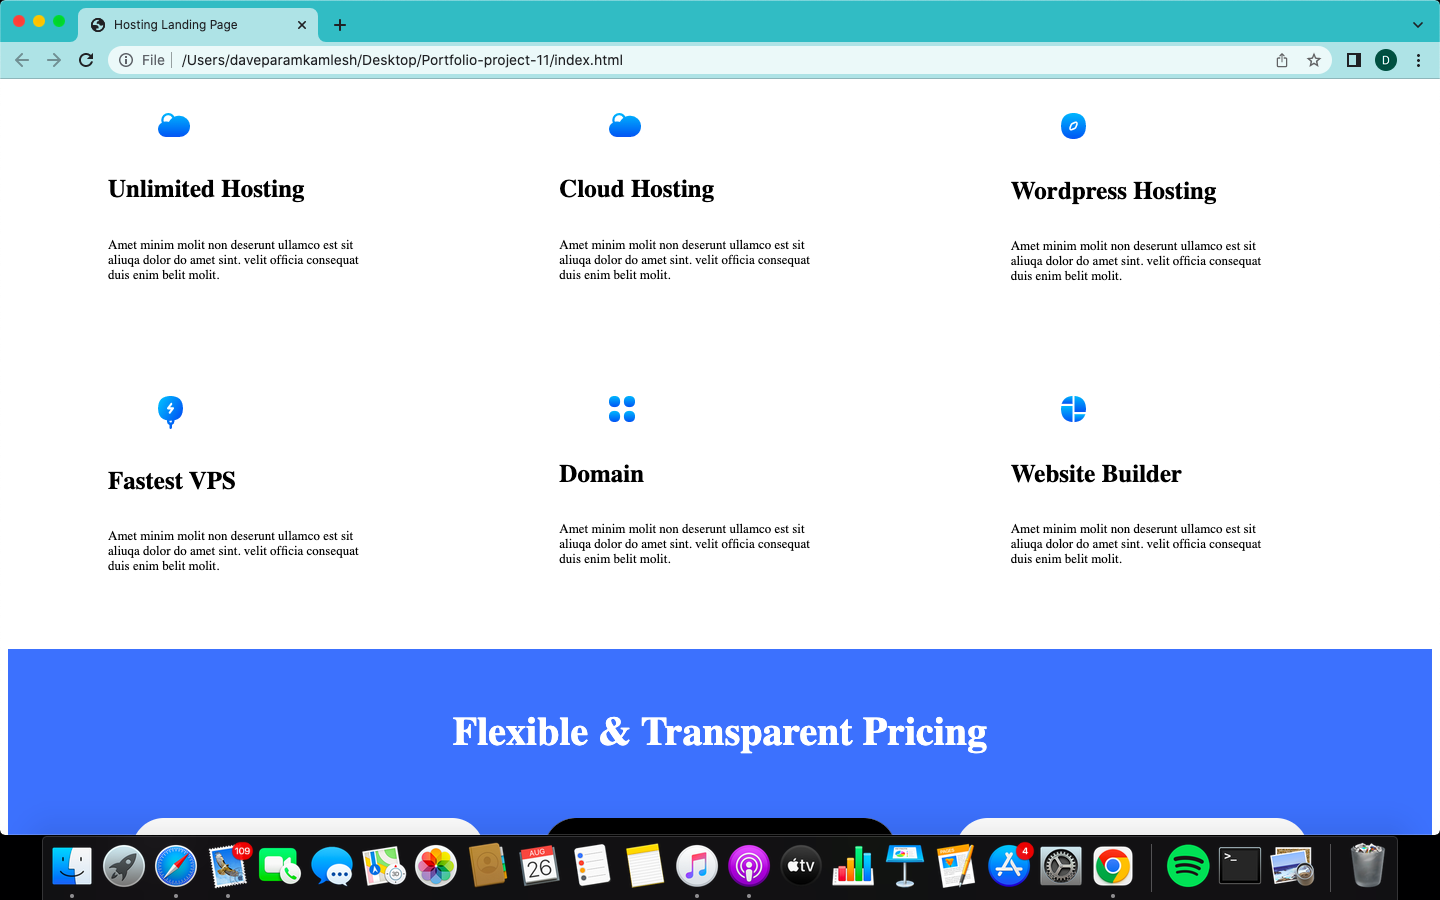 Hosting Landing Page
File
/Users/daveparamkamlesh/Desktop/Portfolio-project-11/index.html
D
Unlimited Hosting
Amet minim molit non deserunt ullamco est sit
aliuqa dolor do amet sint. velit officia consequat
duis enim belit molit.
Cloud Hosting
Amet minim molit non deserunt ullamco est sit
aliuqa dolor do amet sint. velit officia consequat
duis enim belit molit.
Wordpress Hosting
Amet minim molit non deserunt ullamco est sit
aliuqa dolor do amet sint. velit officia consequat
duis enim belit molit.
Fastest VPS
Amet minim molit non deserunt ullamco est sit
aliuqa dolor do amet sint. velit officia consequat
duis enim belit molit.
Domain
Amet minim molit non deserunt ullamco est sit
aliuqa dolor do amet sint. velit officia consequat
duis enim belit molit.
Website Builder
Amet minim molit non deserunt ullamco est sit
aliuqa dolor do amet sint. velit officia consequat
duis enim belit molit.
Flexible & Transparent Pricing
109
AUG
26
tv
PAGES
4
>_